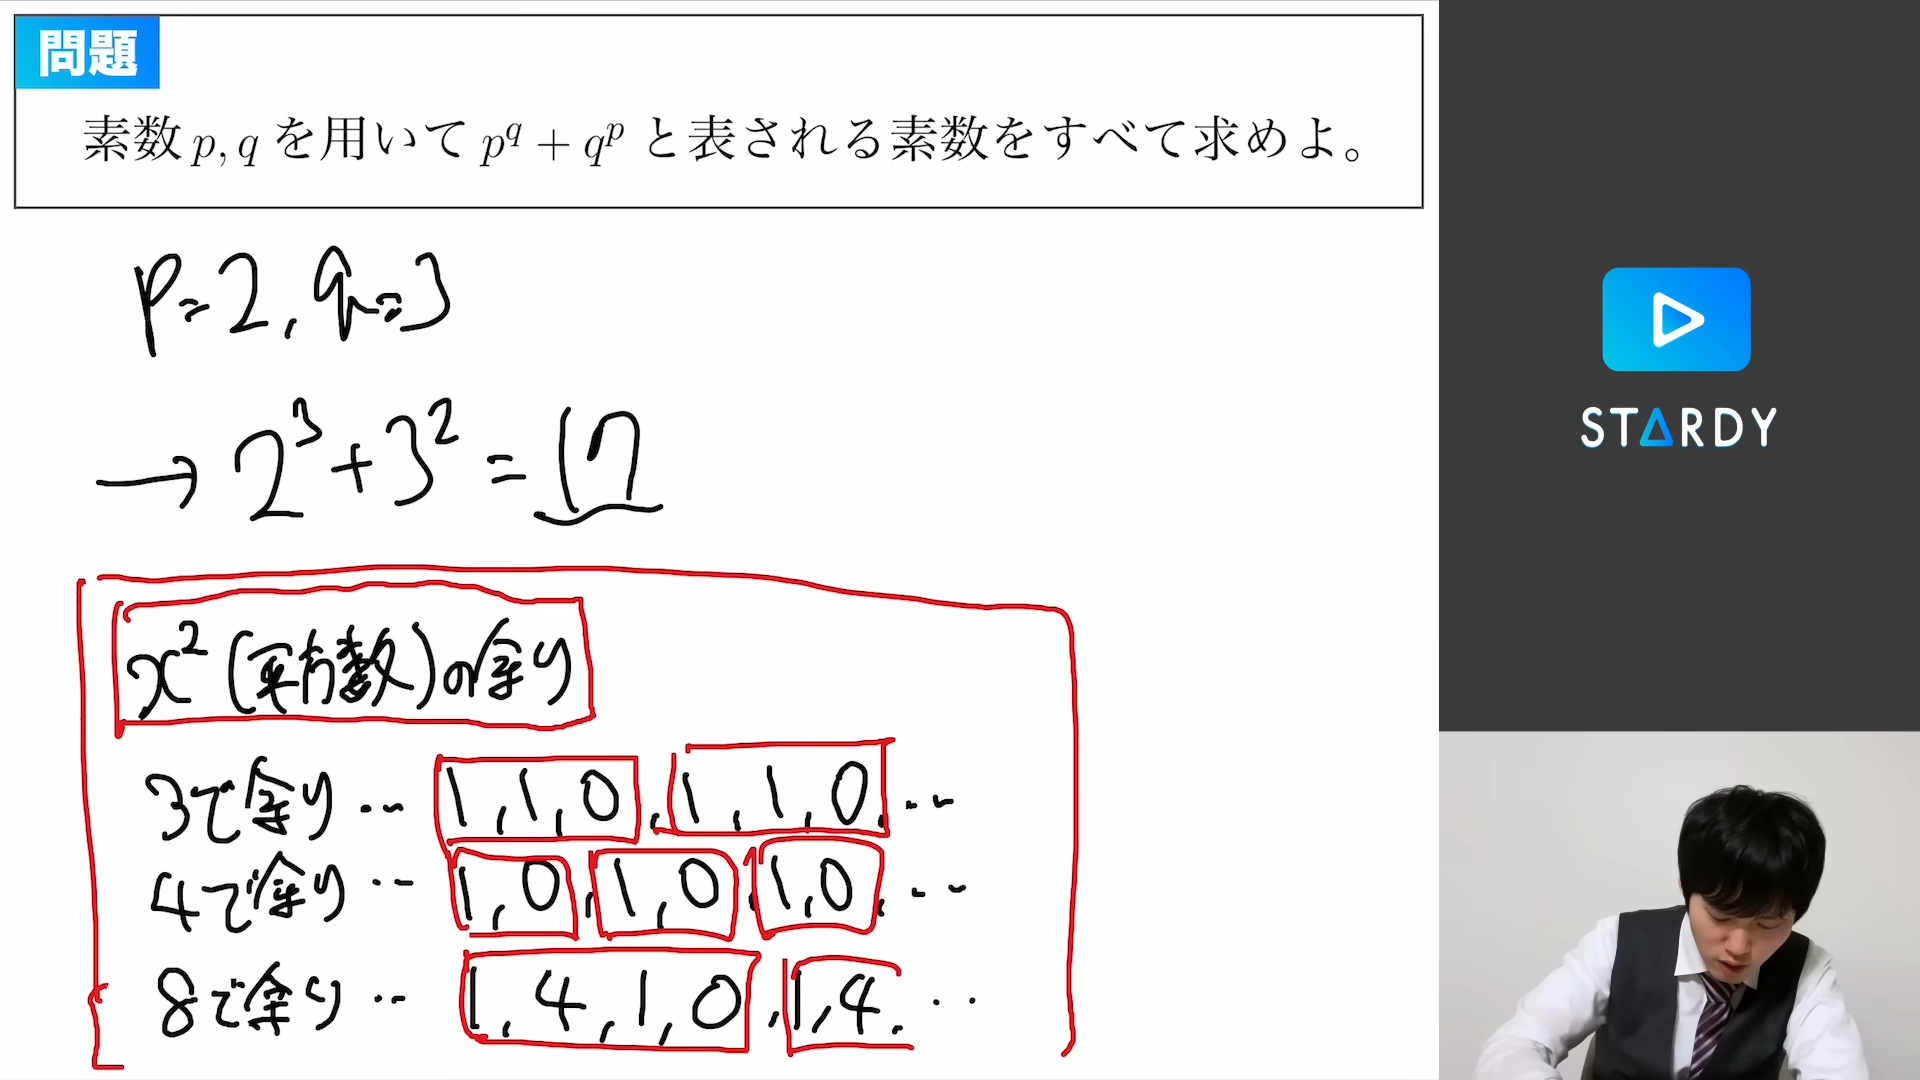 問題
素数 p, q を用いて p^q + q^p と表される素数をすべて求めよ。
p=2, q=3
→ 2^3+3^2=17
x^2 (平方数)の余り
3で余り… 1,1,0,1,1,0,…
4で余り… 1,0,1,0,1,0,…
8で余り… 1,4,1,0,1,4,…
STARDY